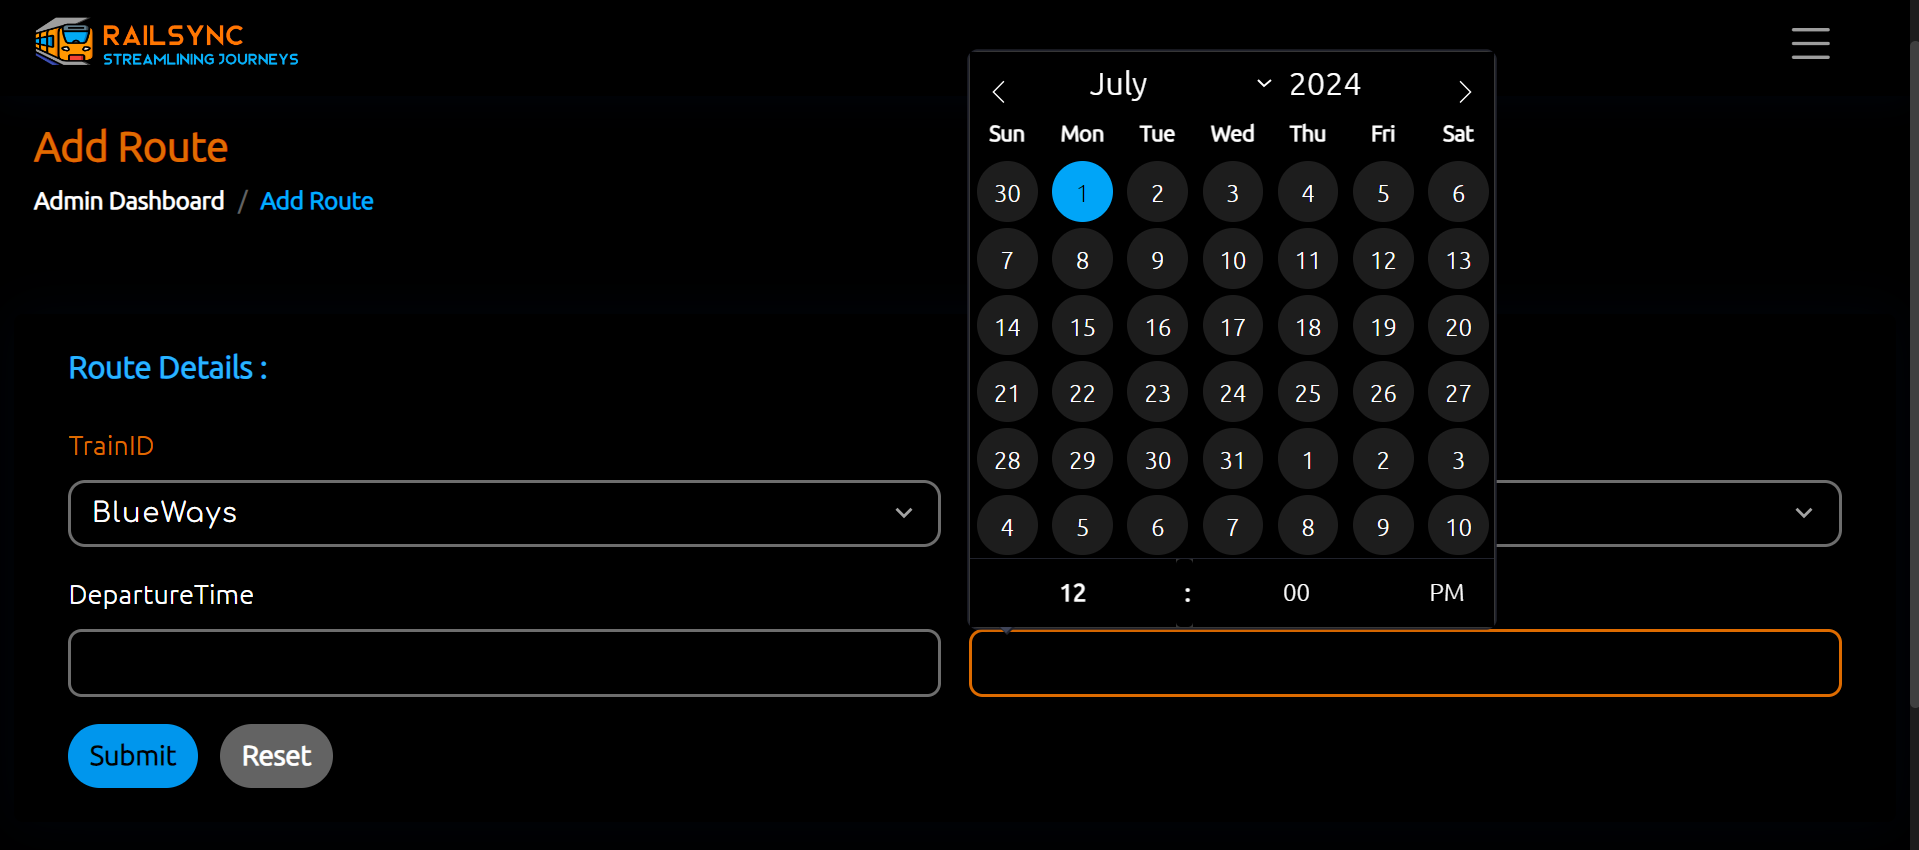 RAILSYNC
STREAMLINING JOURNEYS
Add Route
Admin Dashboard / Add Route
July 2024
Sun Mon Tue Wed Thu Fri Sat
30 1 2 3 4 5 6
7 8 9 10 11 12 13
14 15 16 17 18 19 20
21 22 23 24 25 26 27
28 29 30 31 1 2 3
4 5 6 7 8 9 10
12 : 00 PM
Route Details :
TrainID
BlueWays
DepartureTime
Submit Reset